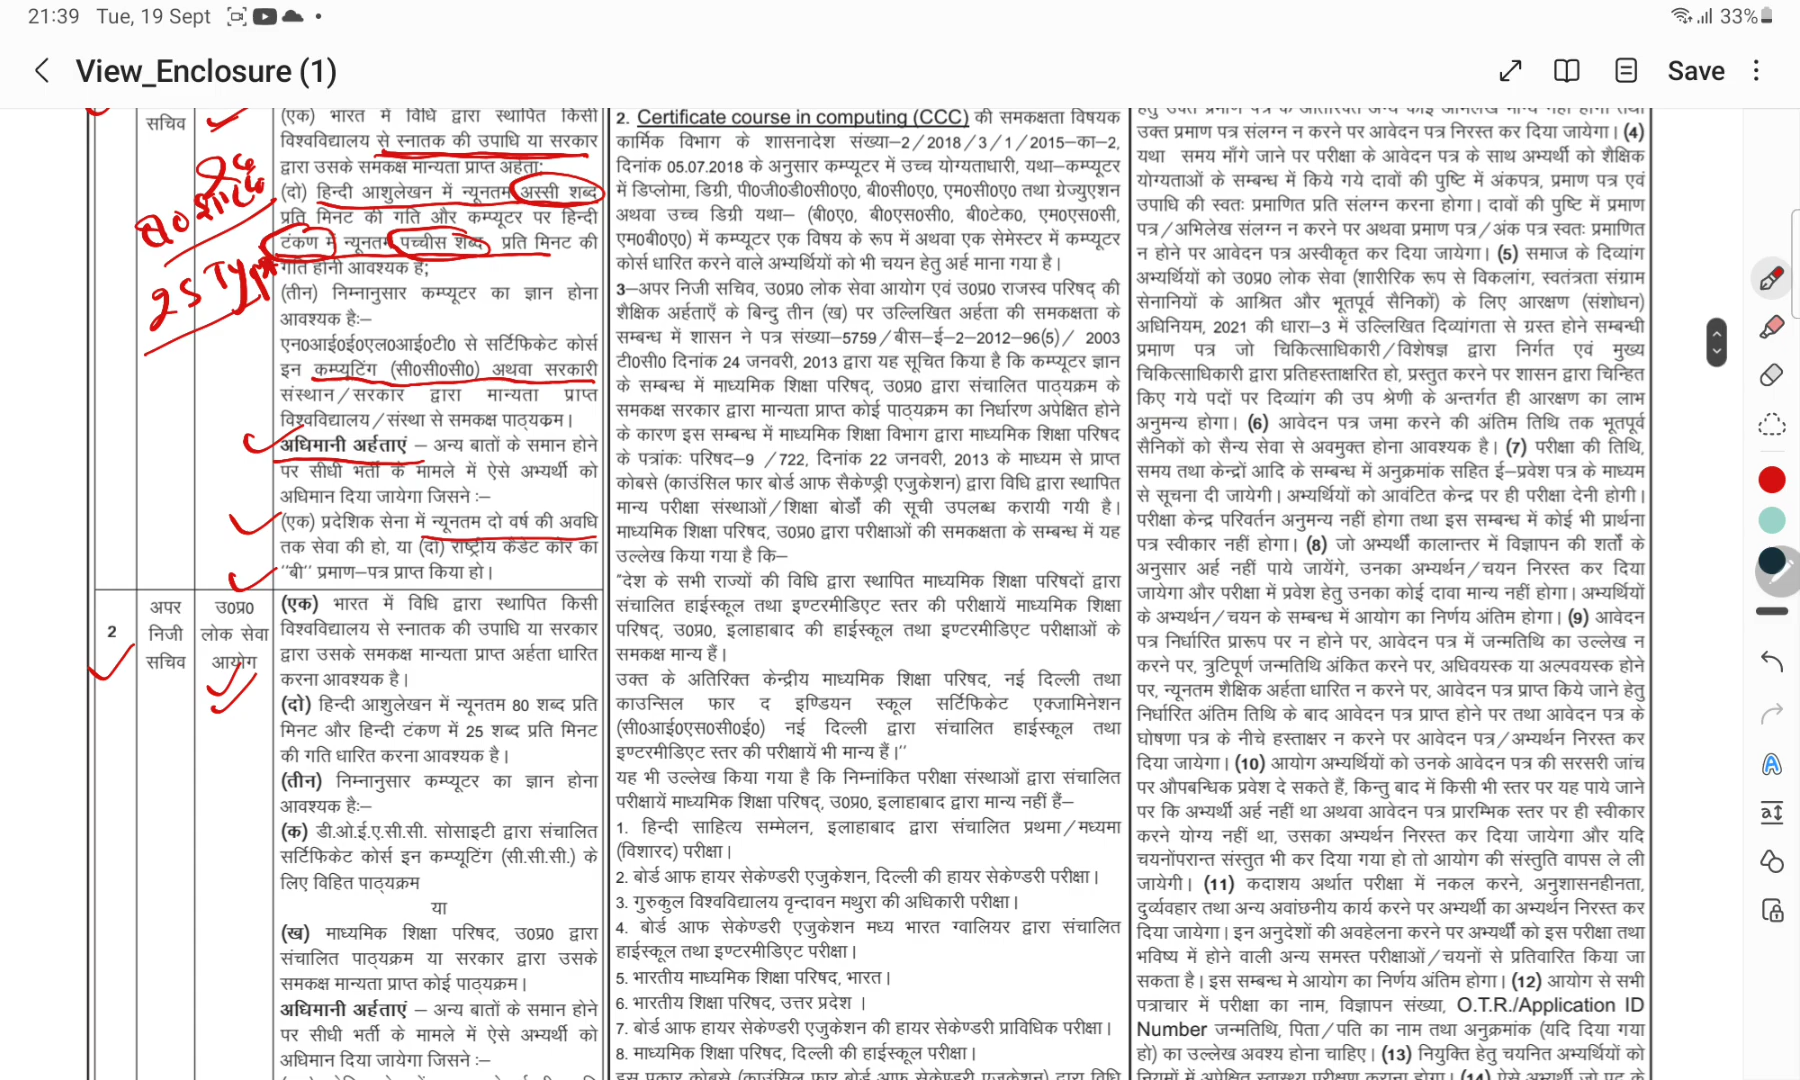 21:39 Tue, 19 Sept
33%
View_Enclosure (1)
Save
सचिव
80 शब्द
25 Type
(एक) भारत में विधि द्वारा स्थापित किसी
विश्वविद्यालय से स्नातक की उपाधि या सरकार
द्वारा उसके समकक्ष मान्यता प्राप्त अर्हता;
(दो) हिन्दी आशुलेखन में न्यूनतम अस्सी शब्द
प्रति मिनट की गति और कम्प्यूटर पर हिन्दी
टंकण में न्यूनतम पच्चीस शब्द प्रति मिनट की
गति होनी आवश्यक है;
(तीन) निम्नानुसार कम्प्यूटर का ज्ञान होना
आवश्यक है:–
एन0आई0ई0एल0आई0टी0 से सर्टिफिकेट कोर्स
इन कम्प्यूटिंग (सी0सी0सी0) अथवा सरकारी
संस्थान/सरकार द्वारा मान्यता प्राप्त
विश्वविद्यालय/संस्था से समकक्ष पाठ्यक्रम।
अधिमानी अर्हताएं – अन्य बातों के समान होने
पर सीधी भर्ती के मामले में ऐसे अभ्यर्थी को
अधिमान दिया जायेगा जिसने :–
(एक) प्रदेशिक सेना में न्यूनतम दो वर्ष की अवधि
तक सेवा की हो, या (दो) राष्ट्रीय कैडेट कोर का
''बी'' प्रमाण–पत्र प्राप्त किया हो।
2
अपर
निजी
सचिव
उ0प्र0
लोक सेवा
आयोग
(एक) भारत में विधि द्वारा स्थापित किसी
विश्वविद्यालय से स्नातक की उपाधि या सरकार
द्वारा उसके समकक्ष मान्यता प्राप्त अर्हता धारित
करना आवश्यक है।
(दो) हिन्दी आशुलेखन में न्यूनतम 80 शब्द प्रति
मिनट और हिन्दी टंकण में 25 शब्द प्रति मिनट
की गति धारित करना आवश्यक है।
(तीन) निम्नानुसार कम्प्यूटर का ज्ञान होना
आवश्यक है:–
(क) डी.ओ.ई.ए.सी.सी. सोसाइटी द्वारा संचालित
सर्टिफिकेट कोर्स इन कम्प्यूटिंग (सी.सी.सी.) के
लिए विहित पाठ्यक्रम
या
(ख) माध्यमिक शिक्षा परिषद, उ0प्र0 द्वारा
संचालित पाठ्यक्रम या सरकार द्वारा उसके
समकक्ष मान्यता प्राप्त कोई पाठ्यक्रम।
अधिमानी अर्हताएं – अन्य बातों के समान होने
पर सीधी भर्ती के मामले में ऐसे अभ्यर्थी को
अधिमान दिया जायेगा जिसने :–
2. Certificate course in computing (CCC) की समकक्षता विषयक
कार्मिक विभाग के शासनादेश संख्या–2/2018/3/1/2015–का–2,
दिनांक 05.07.2018 के अनुसार कम्प्यूटर में उच्च योग्यताधारी, यथा–कम्प्यूटर
में डिप्लोमा, डिग्री, पी0जी0डी0सी0ए0, बी0सी0ए0, एम0सी0ए0 तथा ग्रेज्युएशन
अथवा उच्च डिग्री यथा– (बी0ए0, बी0एस0सी0, बी0टेक0, एम0एस0सी,
एम0बी0ए0) में कम्प्यूटर एक विषय के रूप में अथवा एक सेमेस्टर में कम्प्यूटर
कोर्स धारित करने वाले अभ्यर्थियों को भी चयन हेतु अर्ह माना गया है।
3–अपर निजी सचिव, उ0प्र0 लोक सेवा आयोग एवं उ0प्र0 राजस्व परिषद की
शैक्षिक अर्हताएँ के बिन्दु तीन (ख) पर उल्लिखित अर्हता की समकक्षता के
सम्बन्ध में शासन ने पत्र संख्या–5759/बीस–ई–2–2012–96(5)/ 2003
टी0सी0 दिनांक 24 जनवरी, 2013 द्वारा यह सूचित किया है कि कम्प्यूटर ज्ञान
के सम्बन्ध में माध्यमिक शिक्षा परिषद्, उ0प्र0 द्वारा संचालित पाठ्यक्रम के
समकक्ष सरकार द्वारा मान्यता प्राप्त कोई पाठ्यक्रम का निर्धारण अपेक्षित होने
के कारण इस सम्बन्ध में माध्यमिक शिक्षा विभाग द्वारा माध्यमिक शिक्षा परिषद
के पत्रांकः परिषद–9 /722, दिनांक 22 जनवरी, 2013 के माध्यम से प्राप्त
कोबसे (काउंसिल फार बोर्ड आफ सैकेण्ड्री एजुकेशन) द्वारा विधि द्वारा स्थापित
मान्य परीक्षा संस्थाओं/शिक्षा बोर्डों की सूची उपलब्ध करायी गयी है।
माध्यमिक शिक्षा परिषद, उ0प्र0 द्वारा परीक्षाओं की समकक्षता के सम्बन्ध में यह
उल्लेख किया गया है कि–
"देश के सभी राज्यों की विधि द्वारा स्थापित माध्यमिक शिक्षा परिषदों द्वारा
संचालित हाईस्कूल तथा इण्टरमीडिएट स्तर की परीक्षायें माध्यमिक शिक्षा
परिषद्, उ0प्र0, इलाहाबाद की हाईस्कूल तथा इण्टरमीडिएट परीक्षाओं के
समकक्ष मान्य हैं।
उक्त के अतिरिक्त केन्द्रीय माध्यमिक शिक्षा परिषद, नई दिल्ली तथा
काउन्सिल फार द इण्डियन स्कूल सर्टिफिकेट एक्जामिनेशन
(सी0आई0एस0सी0ई0) नई दिल्ली द्वारा संचालित हाईस्कूल तथा
इण्टरमीडिएट स्तर की परीक्षायें भी मान्य हैं।''
यह भी उल्लेख किया गया है कि निम्नांकित परीक्षा संस्थाओं द्वारा संचालित
परीक्षायें माध्यमिक शिक्षा परिषद्, उ0प्र0, इलाहाबाद द्वारा मान्य नहीं हैं–
1. हिन्दी साहित्य सम्मेलन, इलाहाबाद द्वारा संचालित प्रथमा/मध्यमा
(विशारद) परीक्षा।
2. बोर्ड आफ हायर सेकेण्डरी एजुकेशन, दिल्ली की हायर सेकेण्डरी परीक्षा।
3. गुरुकुल विश्वविद्यालय वृन्दावन मथुरा की अधिकारी परीक्षा।
4. बोर्ड आफ सेकेण्डरी एजुकेशन मध्य भारत ग्वालियर द्वारा संचालित
हाईस्कूल तथा इण्टरमीडिएट परीक्षा।
5. भारतीय माध्यमिक शिक्षा परिषद, भारत।
6. भारतीय शिक्षा परिषद, उत्तर प्रदेश ।
7. बोर्ड आफ हायर सेकेण्डरी एजुकेशन की हायर सेकेण्डरी प्राविधिक परीक्षा।
8. माध्यमिक शिक्षा परिषद, दिल्ली की हाईस्कूल परीक्षा।
इस प्रकार कोबसे (काउंसिल फार बोर्ड आफ सेकेण्डरी एजुकेशन) द्वारा विधि
हेतु उक्त प्रमाण पत्र के अतिरिक्त अन्य कोई अभिलेख मान्य नहीं होगा तथा
उक्त प्रमाण पत्र संलग्न न करने पर आवेदन पत्र निरस्त कर दिया जायेगा। (4)
यथा समय माँगे जाने पर परीक्षा के आवेदन पत्र के साथ अभ्यर्थी को शैक्षिक
योग्यताओं के सम्बन्ध में किये गये दावों की पुष्टि में अंकपत्र, प्रमाण पत्र एवं
उपाधि की स्वतः प्रमाणित प्रति संलग्न करना होगा। दावों की पुष्टि में प्रमाण
पत्र/अभिलेख संलग्न न करने पर अथवा प्रमाण पत्र/अंक पत्र स्वतः प्रमाणित
न होने पर आवेदन पत्र अस्वीकृत कर दिया जायेगा। (5) समाज के दिव्यांग
अभ्यर्थियों को उ0प्र0 लोक सेवा (शारीरिक रूप से विकलांग, स्वतंत्रता संग्राम
सेनानियों के आश्रित और भूतपूर्व सैनिकों) के लिए आरक्षण (संशोधन)
अधिनियम, 2021 की धारा–3 में उल्लिखित दिव्यांगता से ग्रस्त होने सम्बन्धी
प्रमाण पत्र जो चिकित्साधिकारी/विशेषज्ञ द्वारा निर्गत एवं मुख्य
चिकित्साधिकारी द्वारा प्रतिहस्ताक्षरित हो, प्रस्तुत करने पर शासन द्वारा चिन्हित
किए गये पदों पर दिव्यांग की उप श्रेणी के अन्तर्गत ही आरक्षण का लाभ
अनुमन्य होगा। (6) आवेदन पत्र जमा करने की अंतिम तिथि तक भूतपूर्व
सैनिकों को सैन्य सेवा से अवमुक्त होना आवश्यक है। (7) परीक्षा की तिथि,
समय तथा केन्द्रों आदि के सम्बन्ध में अनुक्रमांक सहित ई–प्रवेश पत्र के माध्यम
से सूचना दी जायेगी। अभ्यर्थियों को आवंटित केन्द्र पर ही परीक्षा देनी होगी।
परीक्षा केन्द्र परिवर्तन अनुमन्य नहीं होगा तथा इस सम्बन्ध में कोई भी प्रार्थना
पत्र स्वीकार नहीं होगा। (8) जो अभ्यर्थी कालान्तर में विज्ञापन की शर्तो के
अनुसार अर्ह नहीं पाये जायेंगे, उनका अभ्यर्थन/चयन निरस्त कर दिया
जायेगा और परीक्षा में प्रवेश हेतु उनका कोई दावा मान्य नहीं होगा। अभ्यर्थियों
के अभ्यर्थन/चयन के सम्बन्ध में आयोग का निर्णय अंतिम होगा। (9) आवेदन
पत्र निर्धारित प्रारूप पर न होने पर, आवेदन पत्र में जन्मतिथि का उल्लेख न
करने पर, त्रुटिपूर्ण जन्मतिथि अंकित करने पर, अधिवयस्क या अल्पवयस्क होने
पर, न्यूनतम शैक्षिक अर्हता धारित न करने पर, आवेदन पत्र प्राप्त किये जाने हेतु
निर्धारित अंतिम तिथि के बाद आवेदन पत्र प्राप्त होने पर तथा आवेदन पत्र के
घोषणा पत्र के नीचे हस्ताक्षर न करने पर आवेदन पत्र/अभ्यर्थन निरस्त कर
दिया जायेगा। (10) आयोग अभ्यर्थियों को उनके आवेदन पत्र की सरसरी जांच
पर औपबन्धिक प्रवेश दे सकते हैं, किन्तु बाद में किसी भी स्तर पर यह पाये जाने
पर कि अभ्यर्थी अर्ह नहीं था अथवा आवेदन पत्र प्रारम्भिक स्तर पर ही स्वीकार
करने योग्य नहीं था, उसका अभ्यर्थन निरस्त कर दिया जायेगा और यदि
चयनोंपरान्त संस्तुत भी कर दिया गया हो तो आयोग की संस्तुति वापस ले ली
जायेगी। (11) कदाशय अर्थात परीक्षा में नकल करने, अनुशासनहीनता,
दुर्व्यवहार तथा अन्य अवांछनीय कार्य करने पर अभ्यर्थी का अभ्यर्थन निरस्त कर
दिया जायेगा। इन अनुदेशों की अवहेलना करने पर अभ्यर्थी को इस परीक्षा तथा
भविष्य में होने वाली अन्य समस्त परीक्षाओं/चयनों से प्रतिवारित किया जा
सकता है। इस सम्बन्ध मे आयोग का निर्णय अंतिम होगा। (12) आयोग से सभी
पत्राचार में परीक्षा का नाम, विज्ञापन संख्या, O.T.R./Application ID
Number जन्मतिथि, पिता/पति का नाम तथा अनुक्रमांक (यदि दिया गया
हो) का उल्लेख अवश्य होना चाहिए। (13) नियुक्ति हेतु चयनित अभ्यर्थियों को
नियमों में अपेक्षित स्वास्थ्य परीक्षण कराना होगा। (14) ऐसे अभ्यर्थी जो पद के